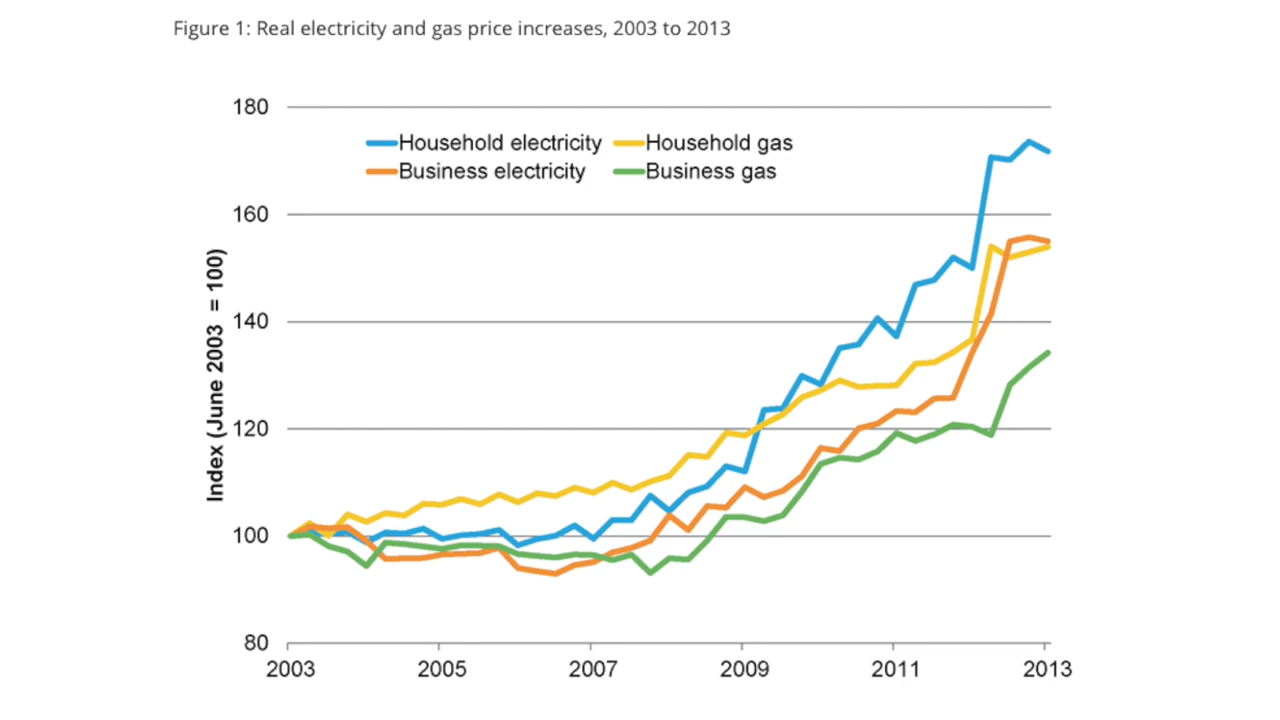 Figure 1: Real electricity and gas price increases, 2003 to 2013
180
Household electricity Household gas
Business electricity Business gas
160
Index (June 2003 = 100)
140
120
100
80
2003 2005 2007 2009 2011 2013